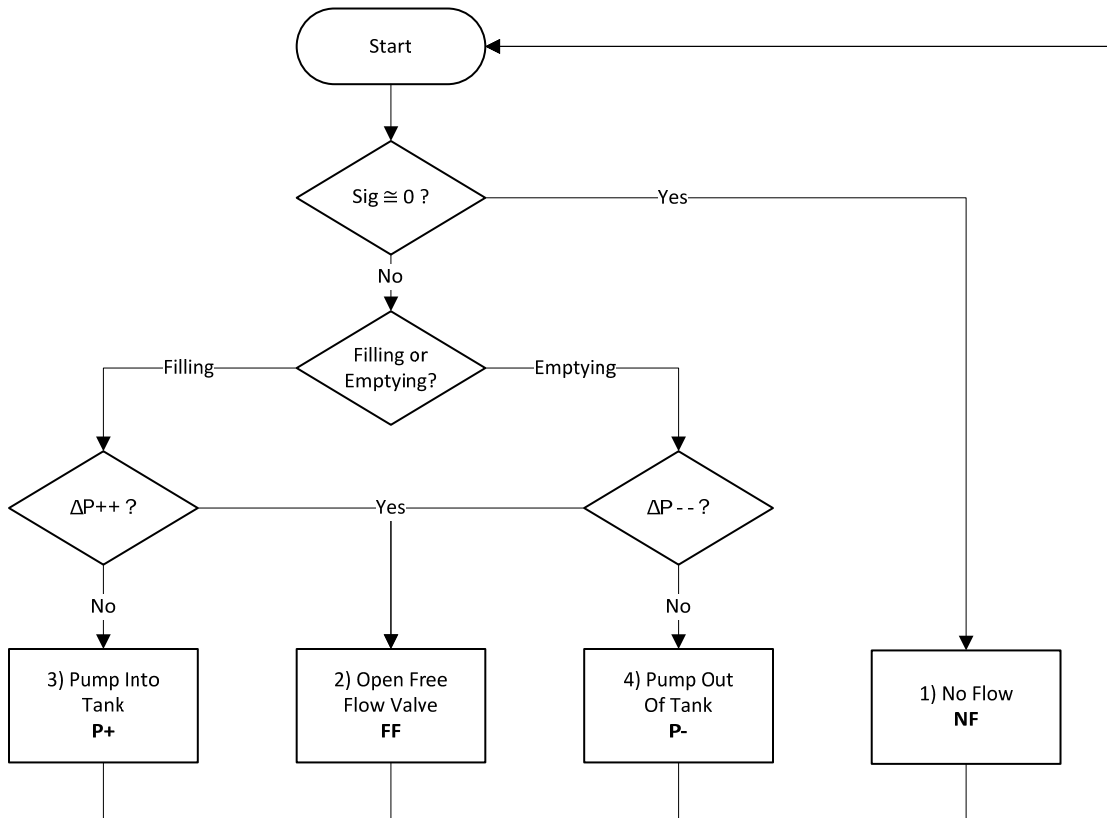 Start
Sig ≅ 0 ?
Yes
No
Filling or
Emptying?
Filling
Emptying
ΔP++ ?
Yes
ΔP - - ?
No
No
3) Pump Into
Tank
P+
2) Open Free
Flow Valve
FF
4) Pump Out
Of Tank
P-
1) No Flow
NF